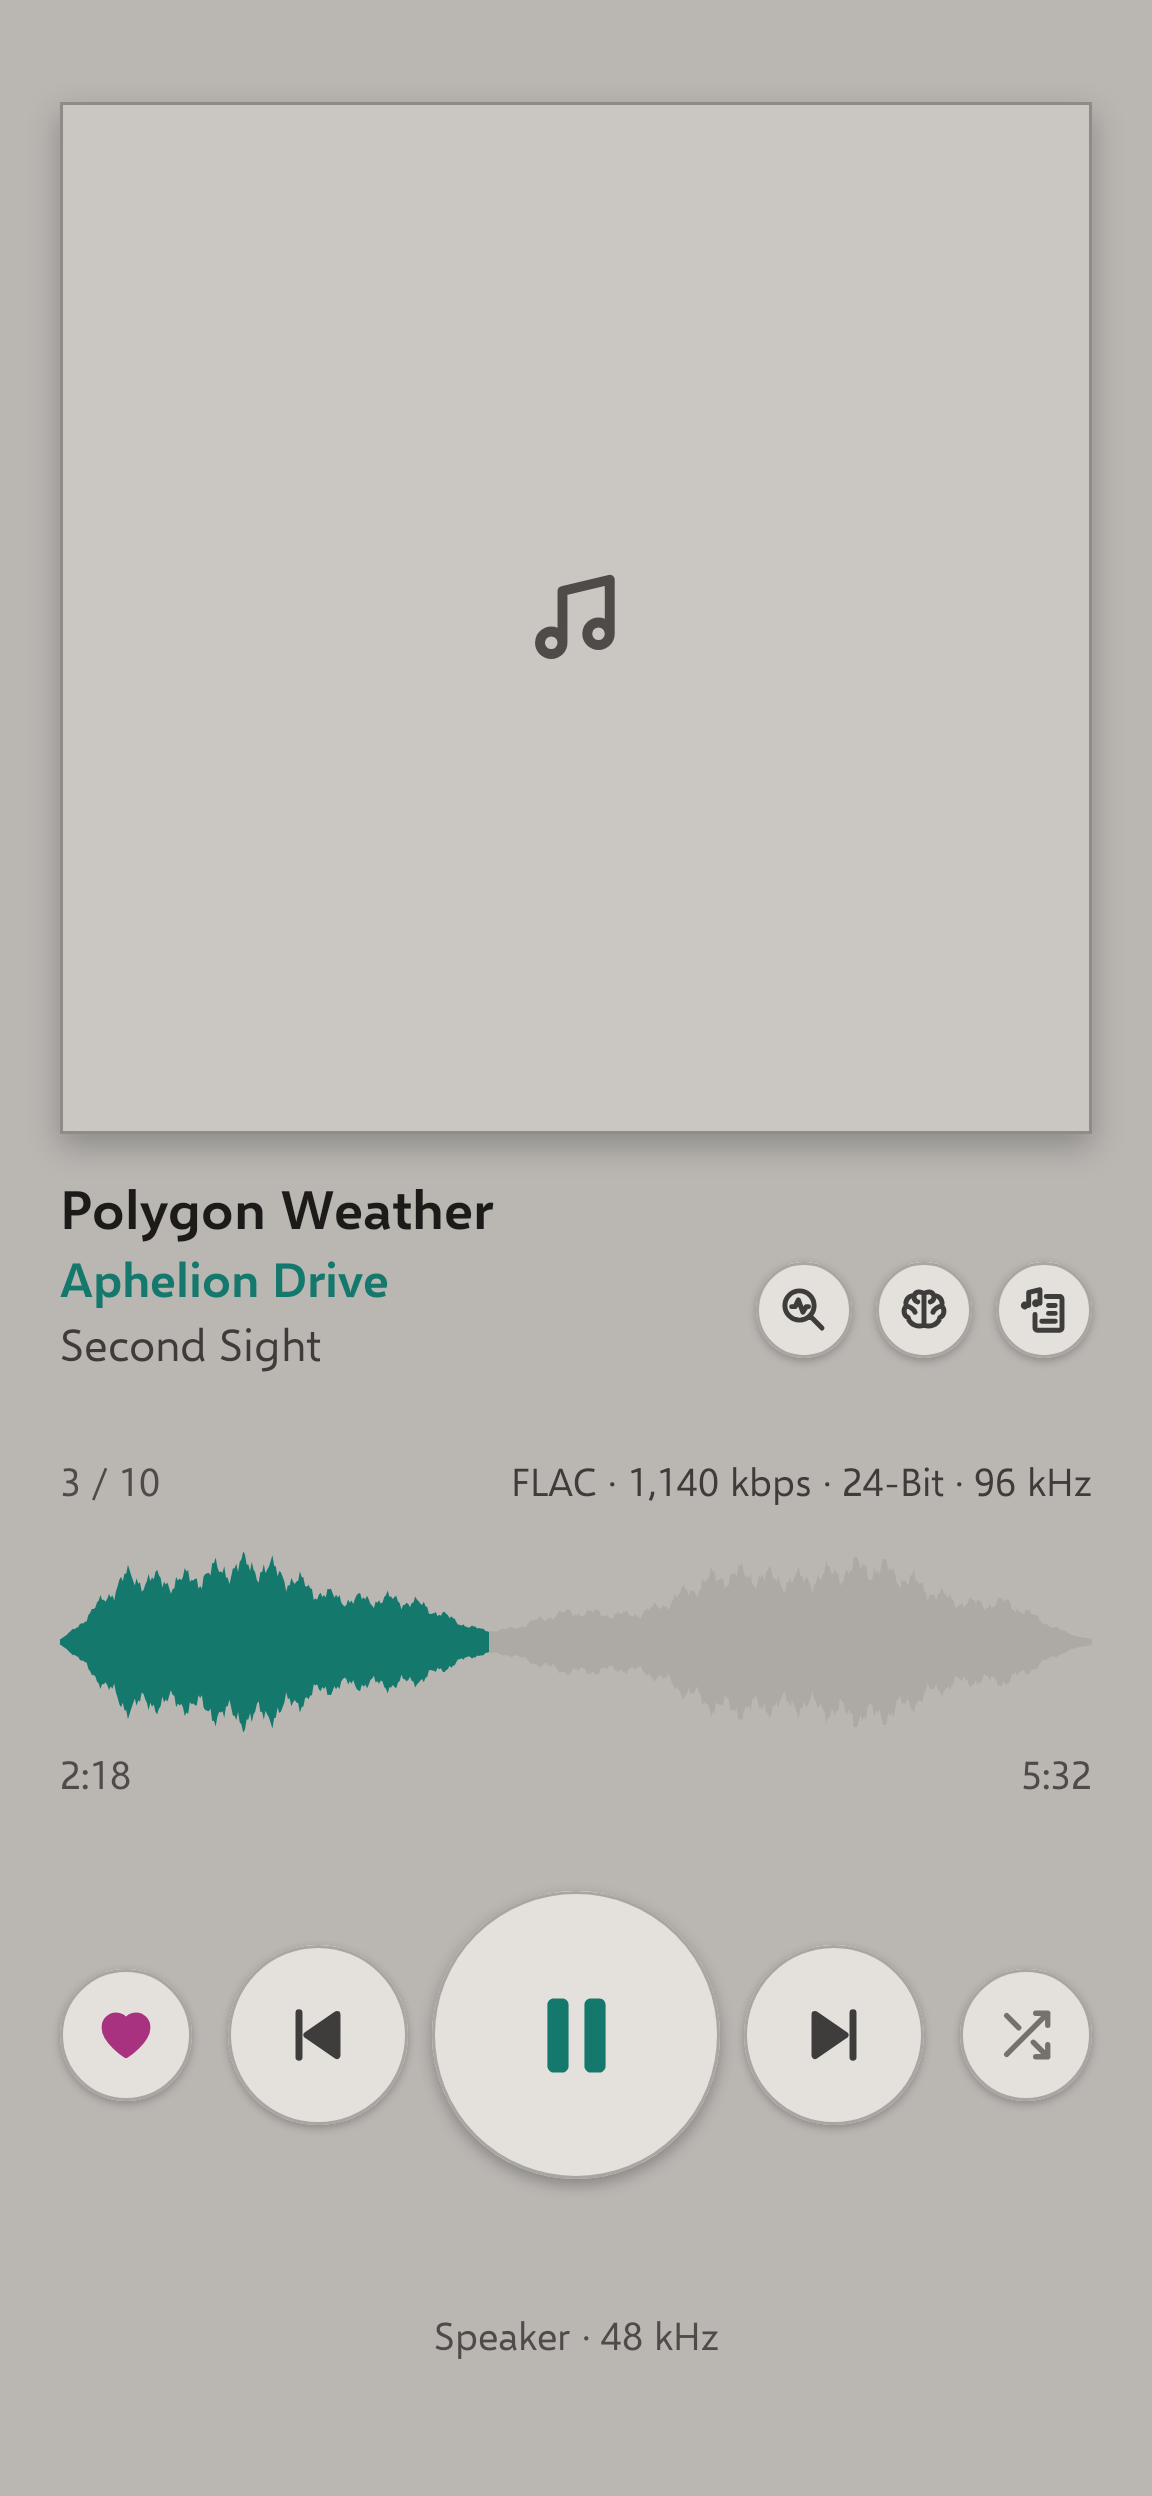 Polygon Weather
Aphelion Drive
Second Sight
3 / 10
FLAC · 1,140 kbps · 24-Bit · 96 kHz
2:18
5:32
Speaker · 48 kHz